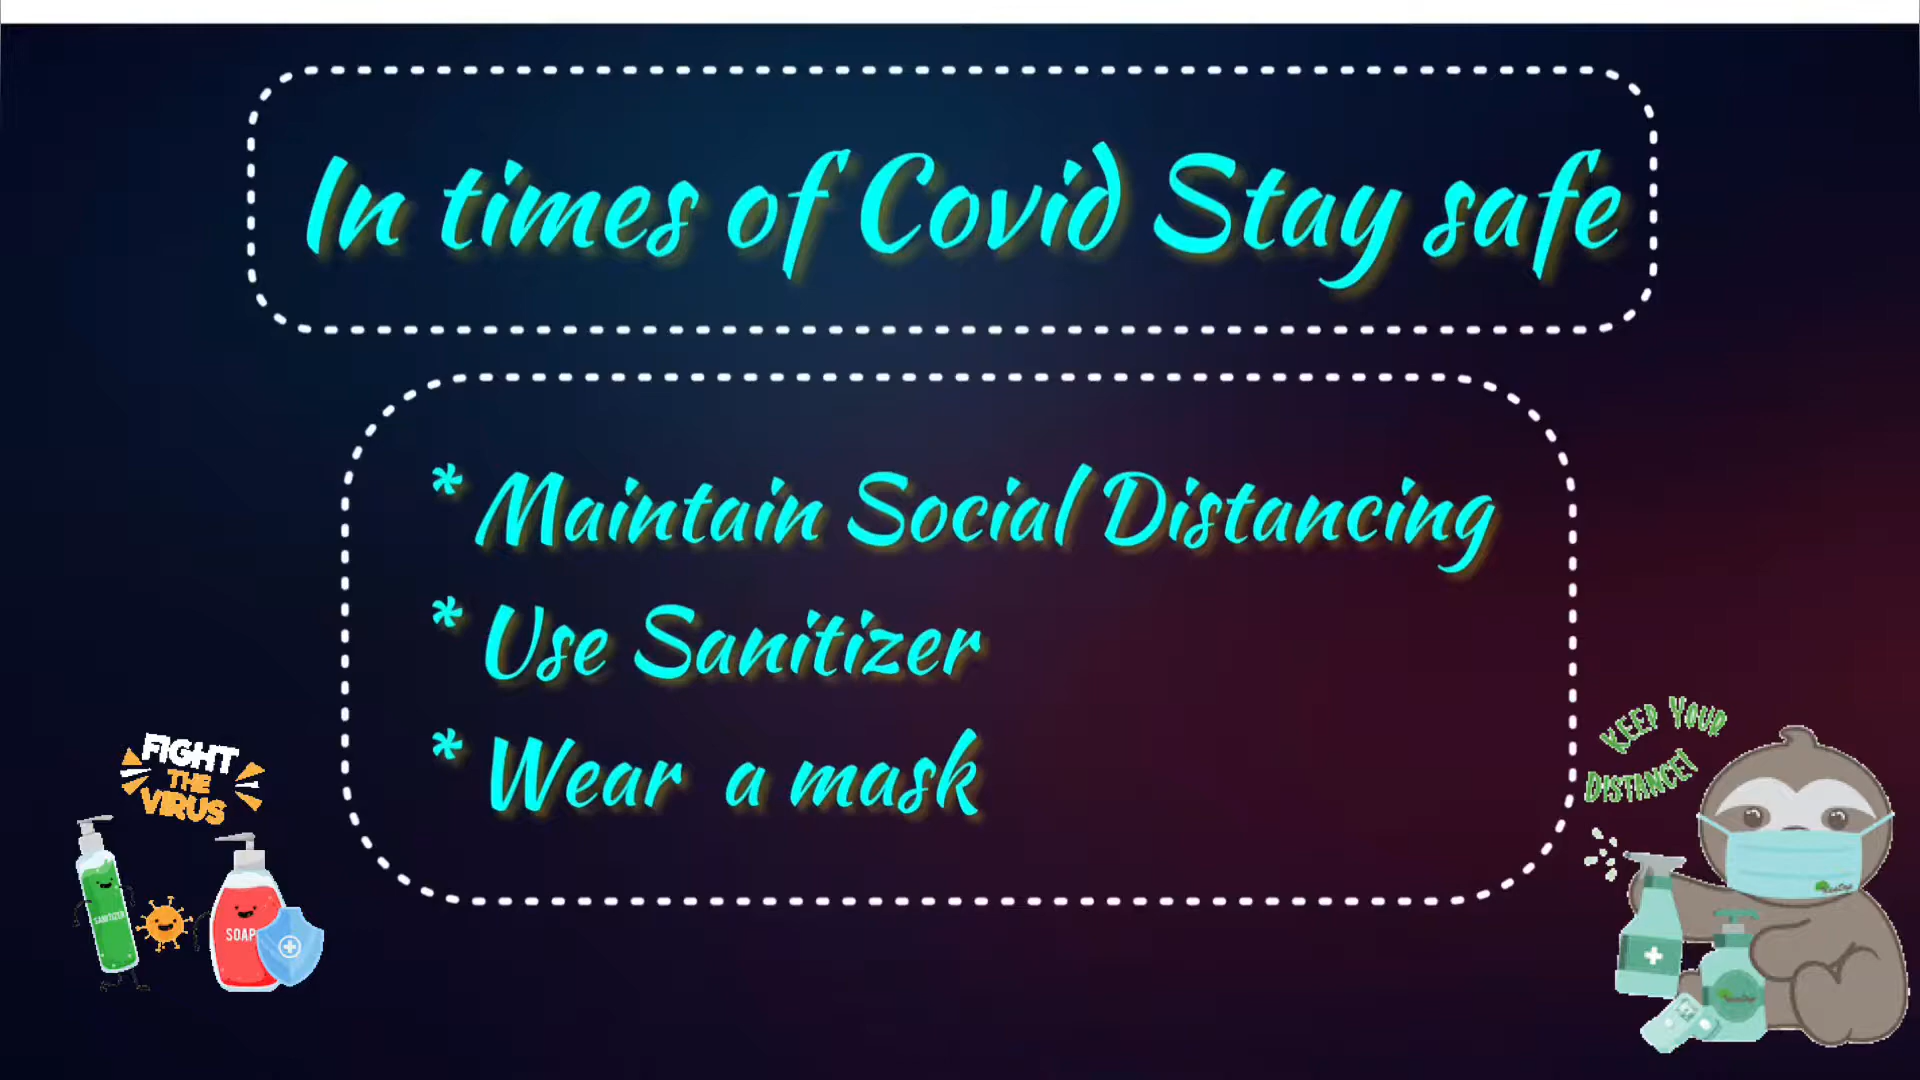 In times of Covid Stay safe
* Maintain Social Distancing
* Use Sanitizer
* Wear a mask
FIGHT
THE
VIRUS
SANITIZER
SOAP
KEEP YOUR
DISTANCE!